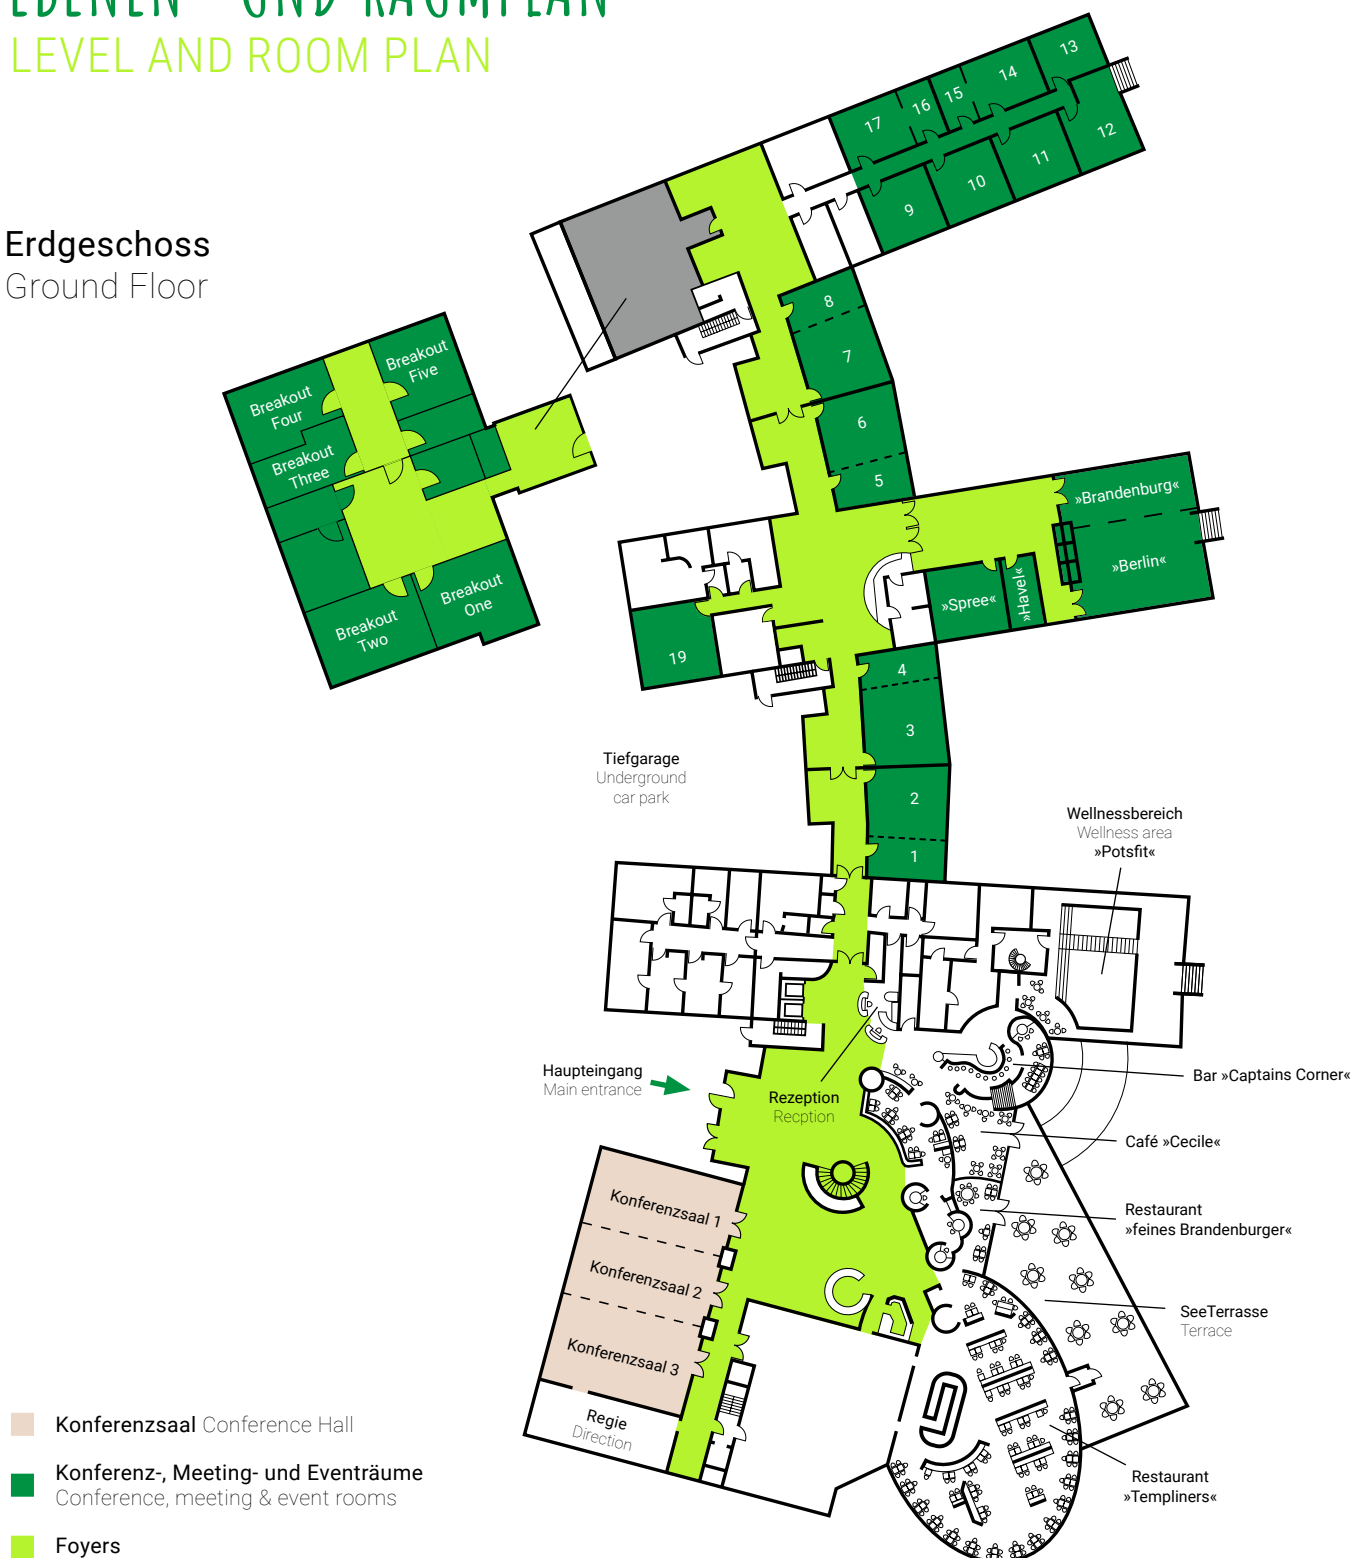 EBENEN- UND RAUMPLAN
LEVEL AND ROOM PLAN
Erdgeschoss
Ground Floor
13
14
15
16
17
12
11
10
9
8
7
6
5
Breakout
Five
Breakout
Four
Breakout
Three
Breakout
One
Breakout
Two
»Brandenburg«
»Berlin«
»Spree«
»Havel«
19
4
3
2
1
Tiefgarage
Underground
car park
Wellnessbereich
Wellness area
»Potsfit«
Haupteingang
Main entrance
Rezeption
Recption
Bar »Captains Corner«
Café »Cecile«
Restaurant
»feines Brandenburger«
SeeTerrasse
Terrace
Restaurant
»Templiners«
Konferenzsaal 1
Konferenzsaal 2
Konferenzsaal 3
Regie
Direction
Konferenzsaal Conference Hall
Konferenz-, Meeting- und Eventräume
Conference, meeting & event rooms
Foyers